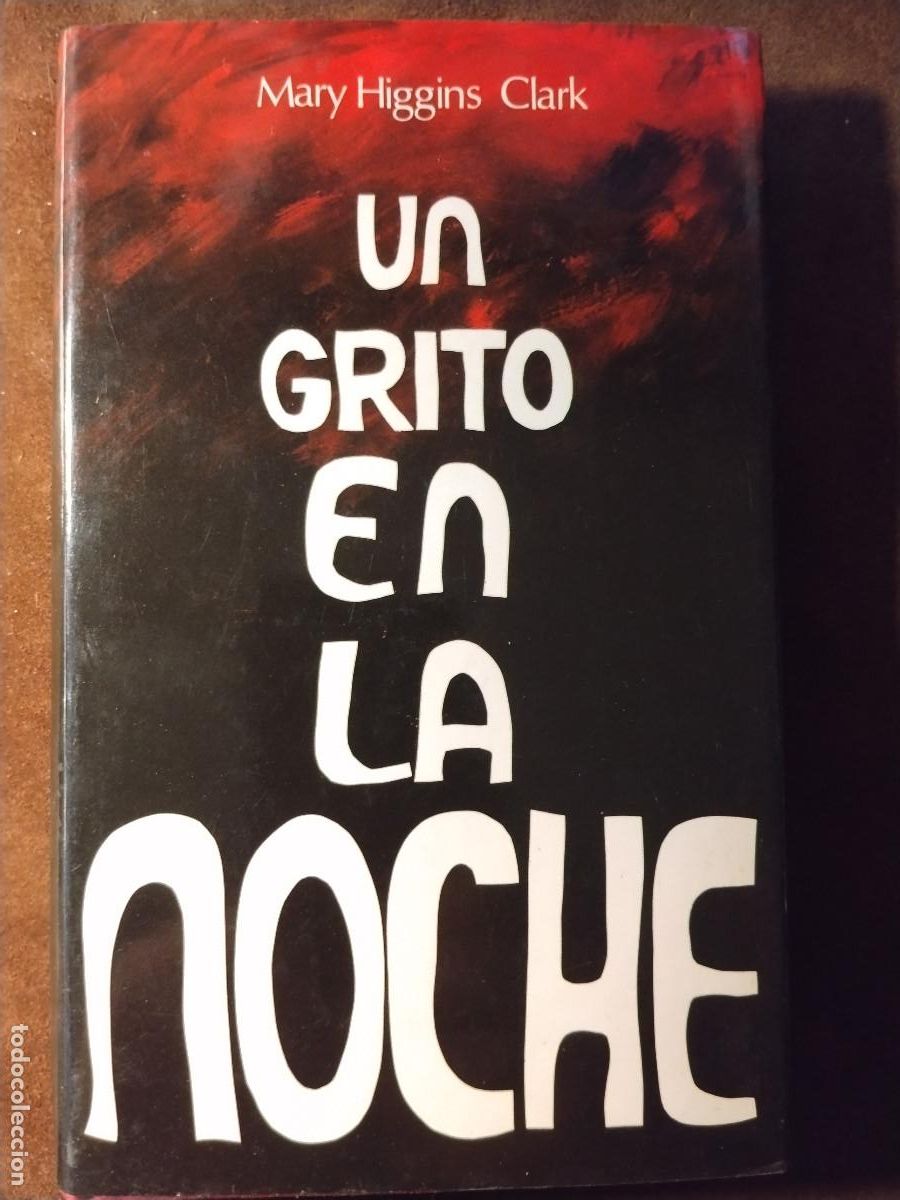 Mary Higgins Clark
Un
GRITO
En
LA
nOCHE
todocoleccion